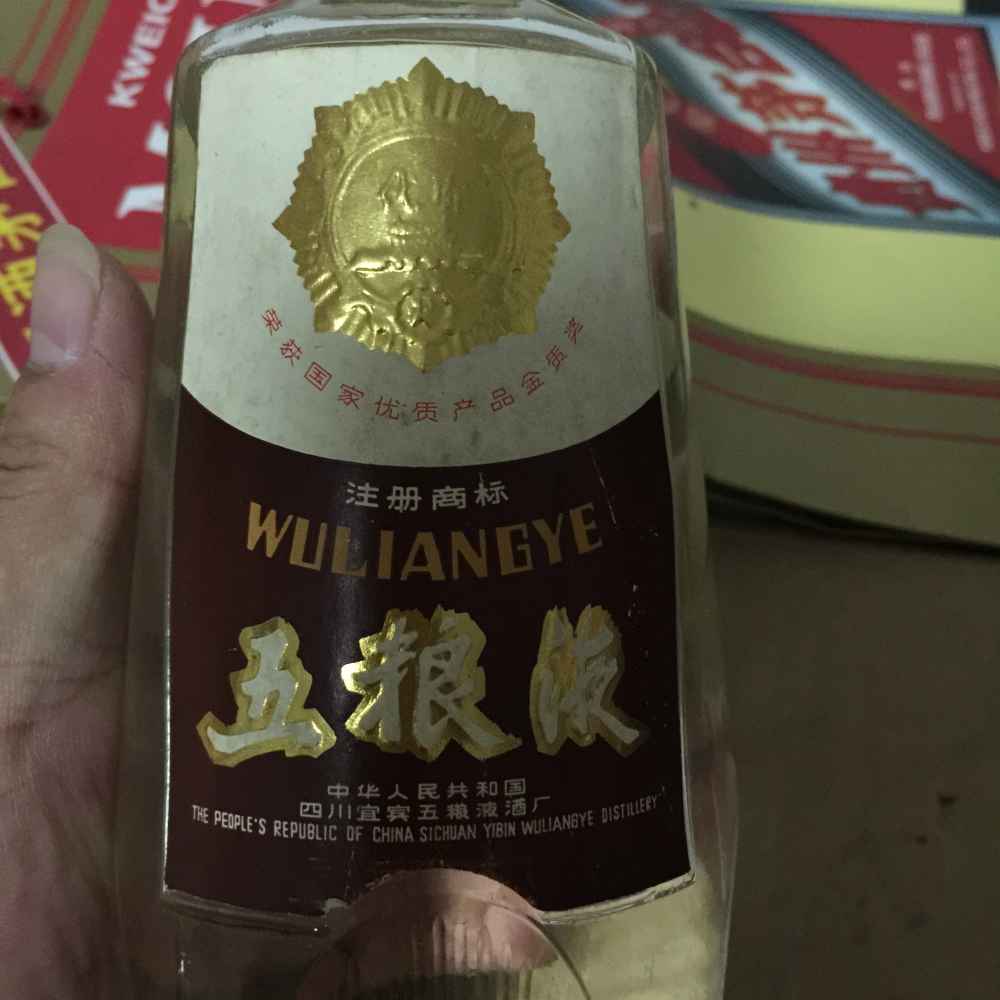 荣获国家优质产品金质奖
注册商标
WULIANGYE
五粮液
中华人民共和国
四川宜宾五粮液酒厂
THE PEOPLE'S REPUBLIC OF CHINA SICHUAN YIBIN WULIANGYE DISTILLERY
KWEIC